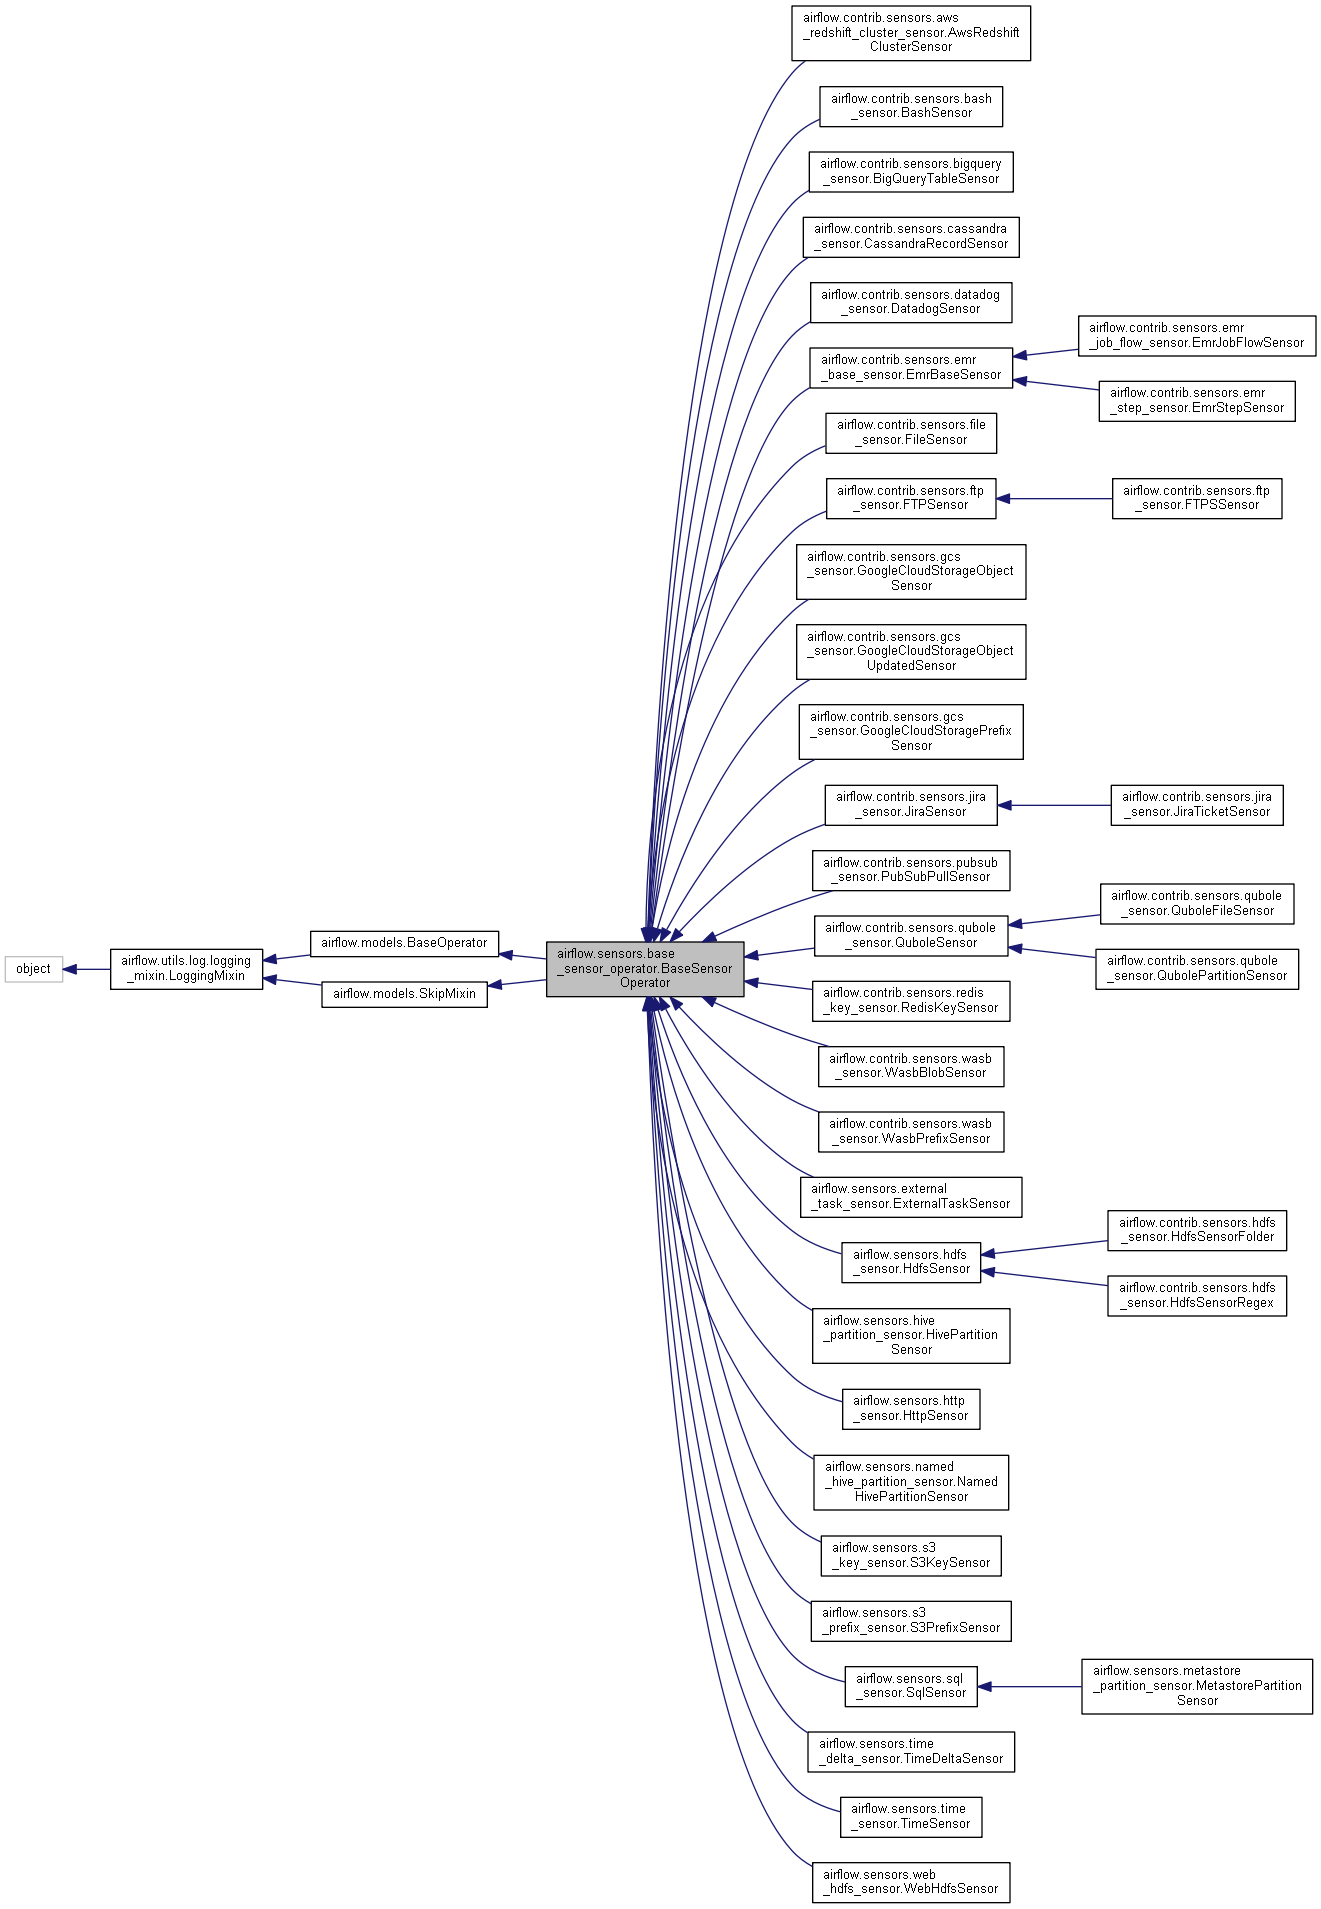 object
airflow.utils.log.logging
_mixin.LoggingMixin
airflow.models.BaseOperator
airflow.models.SkipMixin
airflow.sensors.base
_sensor_operator.BaseSensor
Operator
airflow.contrib.sensors.aws
_redshift_cluster_sensor.AwsRedshift
ClusterSensor
airflow.contrib.sensors.bash
_sensor.BashSensor
airflow.contrib.sensors.bigquery
_sensor.BigQueryTableSensor
airflow.contrib.sensors.cassandra
_sensor.CassandraRecordSensor
airflow.contrib.sensors.datadog
_sensor.DatadogSensor
airflow.contrib.sensors.emr
_base_sensor.EmrBaseSensor
airflow.contrib.sensors.emr
_job_flow_sensor.EmrJobFlowSensor
airflow.contrib.sensors.emr
_step_sensor.EmrStepSensor
airflow.contrib.sensors.file
_sensor.FileSensor
airflow.contrib.sensors.ftp
_sensor.FTPSensor
airflow.contrib.sensors.ftp
_sensor.FTPSSensor
airflow.contrib.sensors.gcs
_sensor.GoogleCloudStorageObject
Sensor
airflow.contrib.sensors.gcs
_sensor.GoogleCloudStorageObject
UpdatedSensor
airflow.contrib.sensors.gcs
_sensor.GoogleCloudStoragePrefix
Sensor
airflow.contrib.sensors.jira
_sensor.JiraSensor
airflow.contrib.sensors.jira
_sensor.JiraTicketSensor
airflow.contrib.sensors.pubsub
_sensor.PubSubPullSensor
airflow.contrib.sensors.qubole
_sensor.QuboleSensor
airflow.contrib.sensors.qubole
_sensor.QuboleFileSensor
airflow.contrib.sensors.qubole
_sensor.QubolePartitionSensor
airflow.contrib.sensors.redis
_key_sensor.RedisKeySensor
airflow.contrib.sensors.wasb
_sensor.WasbBlobSensor
airflow.contrib.sensors.wasb
_sensor.WasbPrefixSensor
airflow.sensors.external
_task_sensor.ExternalTaskSensor
airflow.sensors.hdfs
_sensor.HdfsSensor
airflow.contrib.sensors.hdfs
_sensor.HdfsSensorFolder
airflow.contrib.sensors.hdfs
_sensor.HdfsSensorRegex
airflow.sensors.hive
_partition_sensor.HivePartition
Sensor
airflow.sensors.http
_sensor.HttpSensor
airflow.sensors.named
_hive_partition_sensor.Named
HivePartitionSensor
airflow.sensors.s3
_key_sensor.S3KeySensor
airflow.sensors.s3
_prefix_sensor.S3PrefixSensor
airflow.sensors.sql
_sensor.SqlSensor
airflow.sensors.metastore
_partition_sensor.MetastorePartition
Sensor
airflow.sensors.time
_delta_sensor.TimeDeltaSensor
airflow.sensors.time
_sensor.TimeSensor
airflow.sensors.web
_hdfs_sensor.WebHdfsSensor